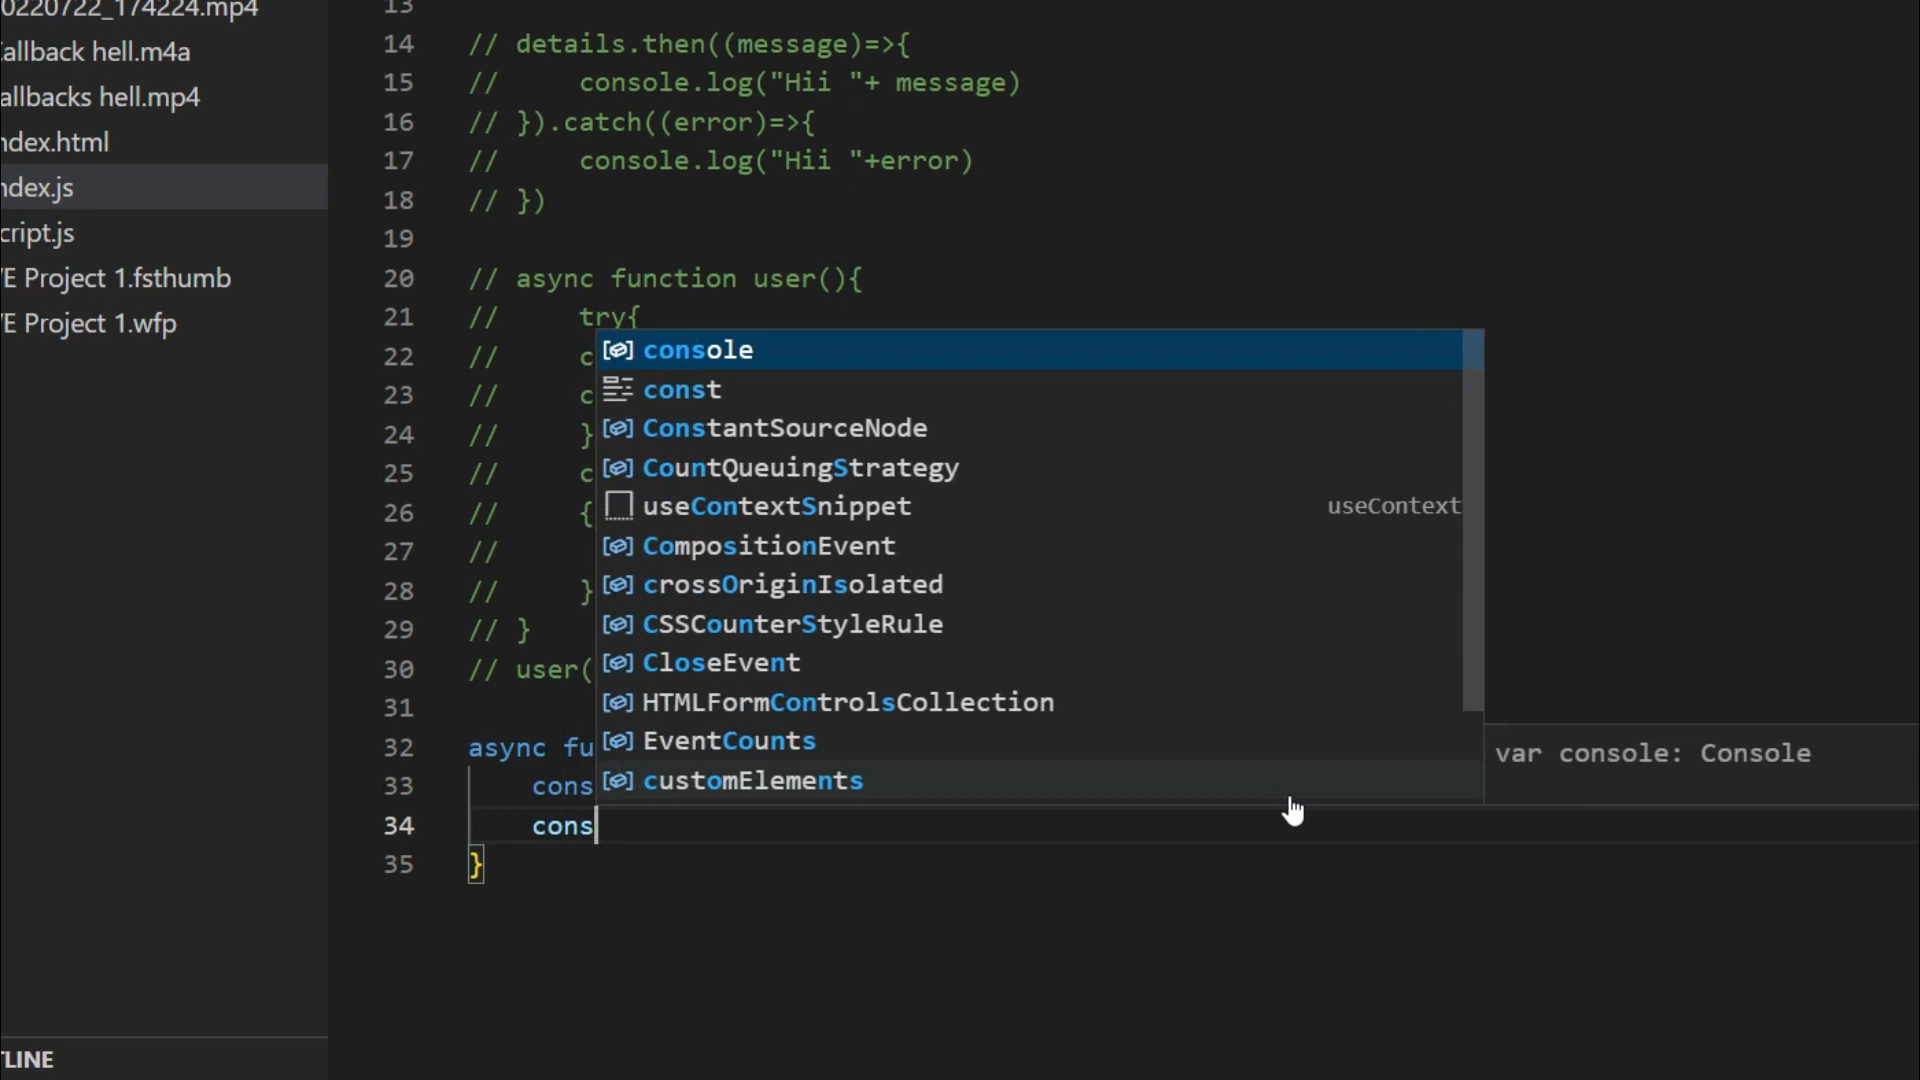 0220722_174224.mp4
allback hell.m4a
allbacks hell.mp4
ndex.html
ndex.js
cript.js
E Project 1.fsthumb
E Project 1.wfp
TLINE
13
14 // details.then((message)=>{
15 //     console.log("Hii "+ message)
16 // }).catch((error)=>{
17 //     console.log("Hii "+error)
18 // })
19
20 // async function user(){
21 //     try{
22 //     c
23 //     c
24 //     }
25 //     c
26 //     {
27 //
28 //     }
29 // }
30 // user(
31
32 async fu
33     cons
34     cons
35 }
console
const
ConstantSourceNode
CountQueuingStrategy
useContextSnippet useContext
CompositionEvent
crossOriginIsolated
CSSCounterStyleRule
CloseEvent
HTMLFormControlsCollection
EventCounts
customElements
var console: Console